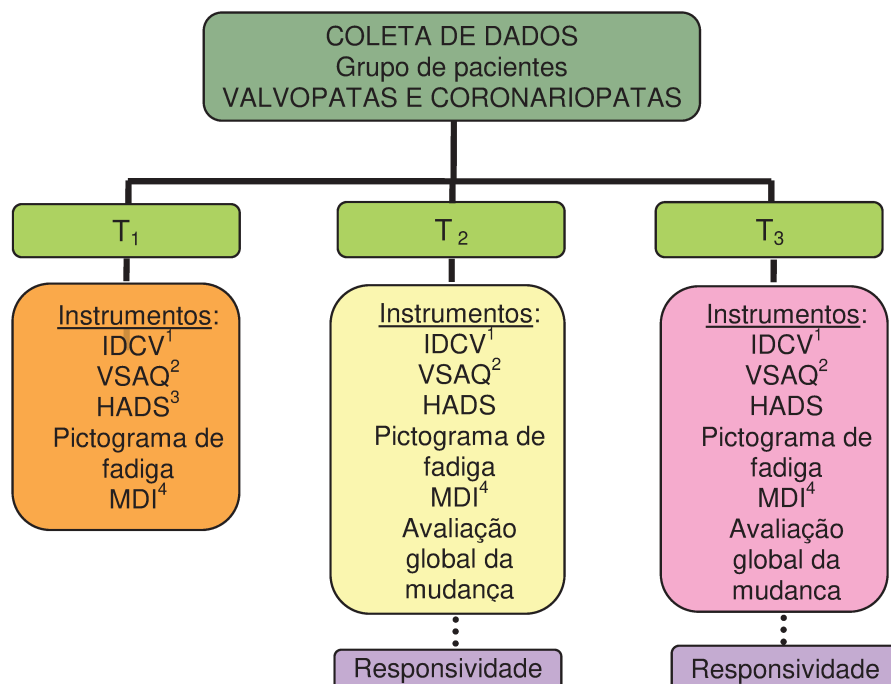 COLETA DE DADOS
Grupo de pacientes
VALVOPATAS E CORONARIOPATAS
T1
T2
T3
Instrumentos:
IDCV1
VSAQ2
HADS3
Pictograma de
fadiga
MDI4
Instrumentos:
IDCV1
VSAQ2
HADS
Pictograma de
fadiga
MDI4
Avaliação
global da
mudança
Instrumentos:
IDCV1
VSAQ2
HADS
Pictograma de
fadiga
MDI4
Avaliação
global da
mudanca
Responsividade
Responsividade